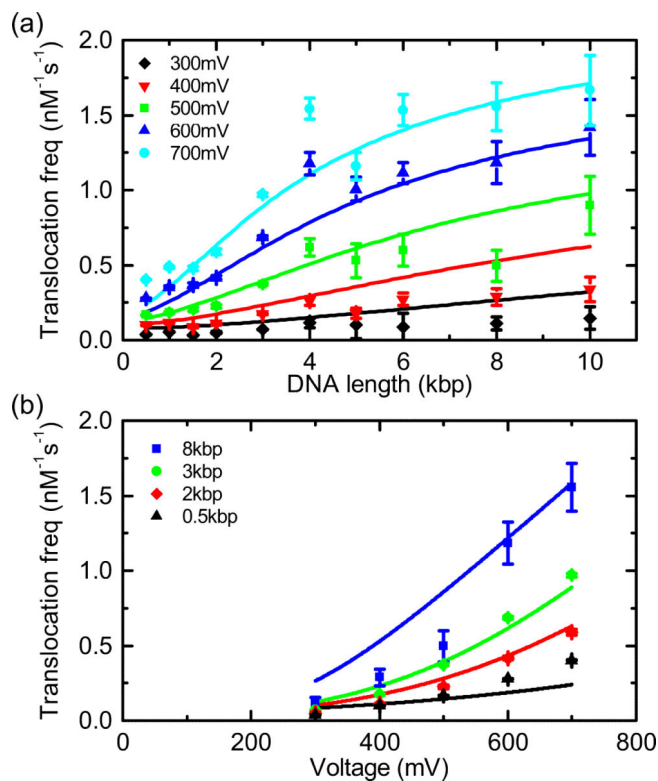 (a)
Translocation freq (nM⁻¹s⁻¹)
2.0
1.5
1.0
0.5
0.0
300mV
400mV
500mV
600mV
700mV
0 2 4 6 8 10
DNA length (kbp)
(b)
Translocation freq (nM⁻¹s⁻¹)
2.0
1.5
1.0
0.5
0.0
8kbp
3kbp
2kbp
0.5kbp
0 200 400 600 800
Voltage (mV)